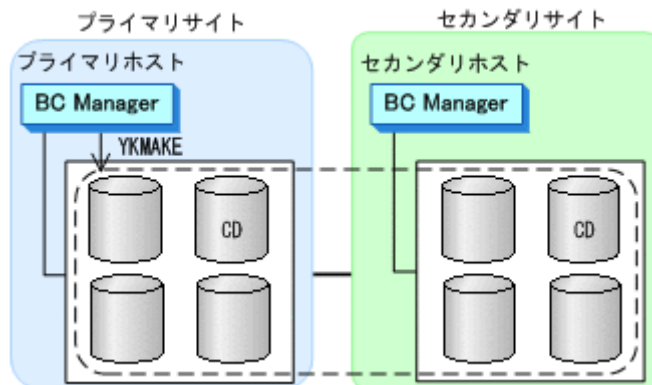 プライマリサイト
セカンダリサイト
プライマリホスト
セカンダリホスト
BC Manager
BC Manager
YKMAKE
CD
CD